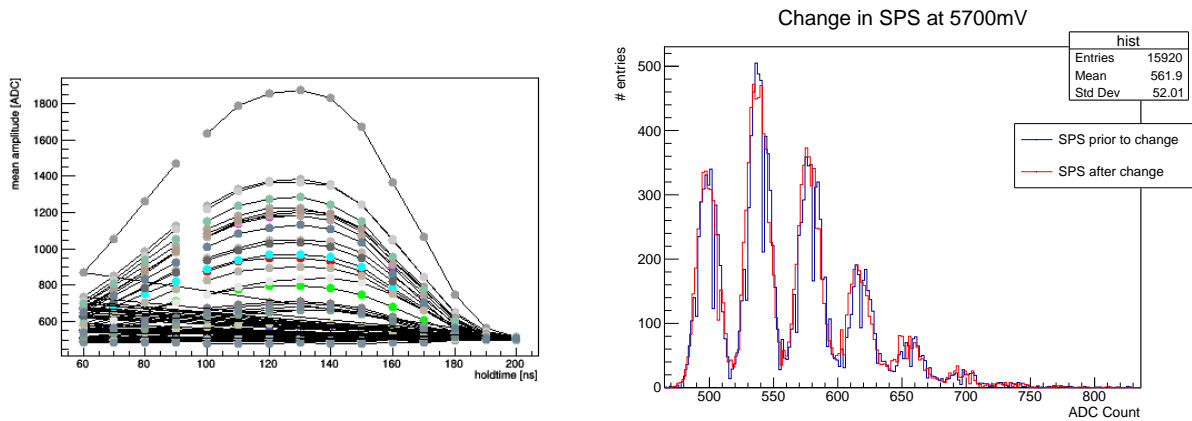 mean amplitude [ADC]
1800
1600
1400
1200
1000
800
600
60 80 100 120 140 160 180 200
holdtime [ns]
Change in SPS at 5700mV
# entries
500
400
300
200
100
0
500 550 600 650 700 750 800
ADC Count
hist
Entries 15920
Mean 561.9
Std Dev 52.01
SPS prior to change
SPS after change